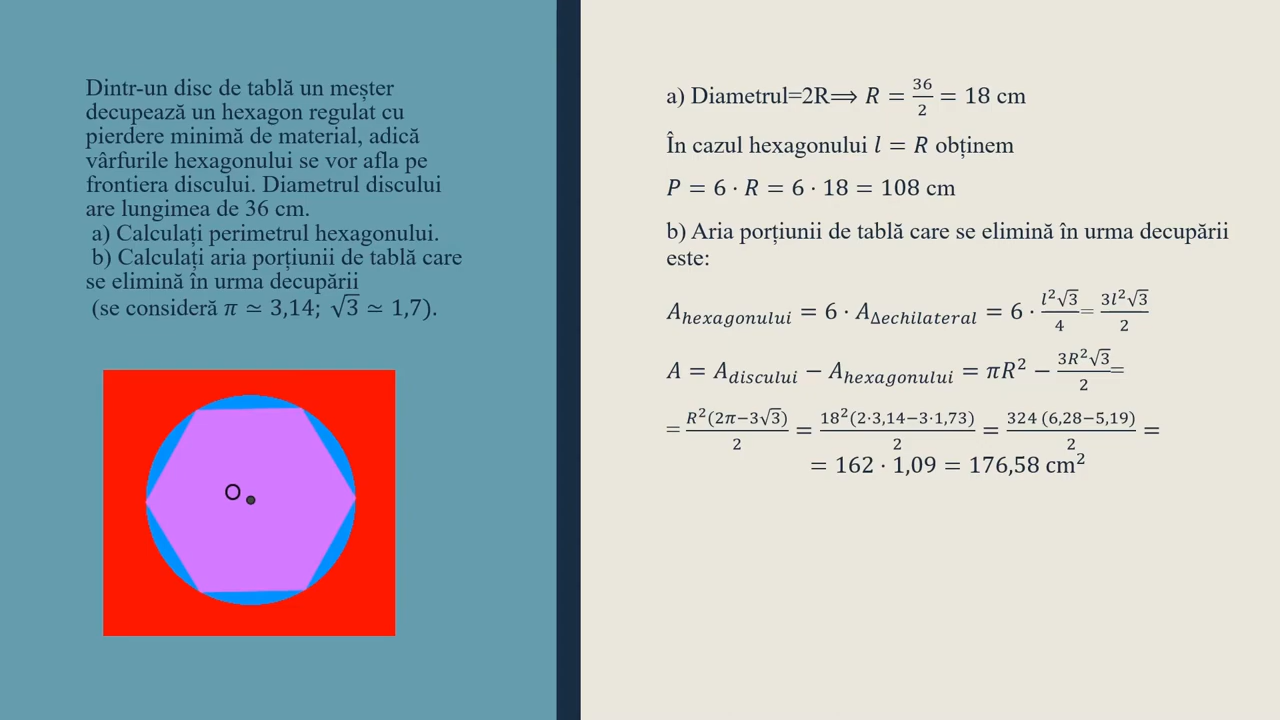 Dintr-un disc de tablă un meșter
decupează un hexagon regulat cu
pierdere minimă de material, adică
vârfurile hexagonului se vor afla pe
frontiera discului. Diametrul discului
are lungimea de 36 cm.
a) Calculați perimetrul hexagonului.
b) Calculați aria porțiunii de tablă care
se elimină în urma decupării
(se consideră π ≃ 3,14; √3 ≃ 1,7).
O
a) Diametrul=2R⟹ R = 36/2 = 18 cm
În cazul hexagonului l = R obținem
P = 6 · R = 6 · 18 = 108 cm
b) Aria porțiunii de tablă care se elimină în urma decupării
este:
A_hexagonului = 6 · A_Δechilateral = 6 · l²√3/4 = 3l²√3/2
A = A_discului − A_hexagonului = πR² − 3R²√3/2 =
= R²(2π−3√3)/2 = 18²(2·3,14−3·1,73)/2 = 324 (6,28−5,19)/2 =
= 162 · 1,09 = 176,58 cm²